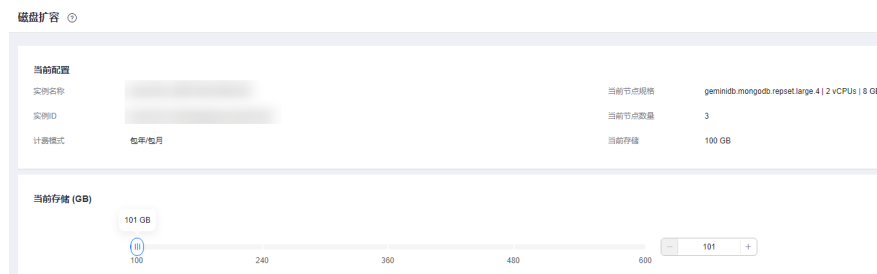 磁盘扩容 ?
当前配置
实例名称
当前节点规格 geminidb.mongodb.repset.large.4 | 2 vCPUs | 8 GB
实例ID
当前节点数量 3
计费模式 包年/包月
当前存储 100 GB
当前存储 (GB)
101 GB
− 101 +
100 240 360 480 600